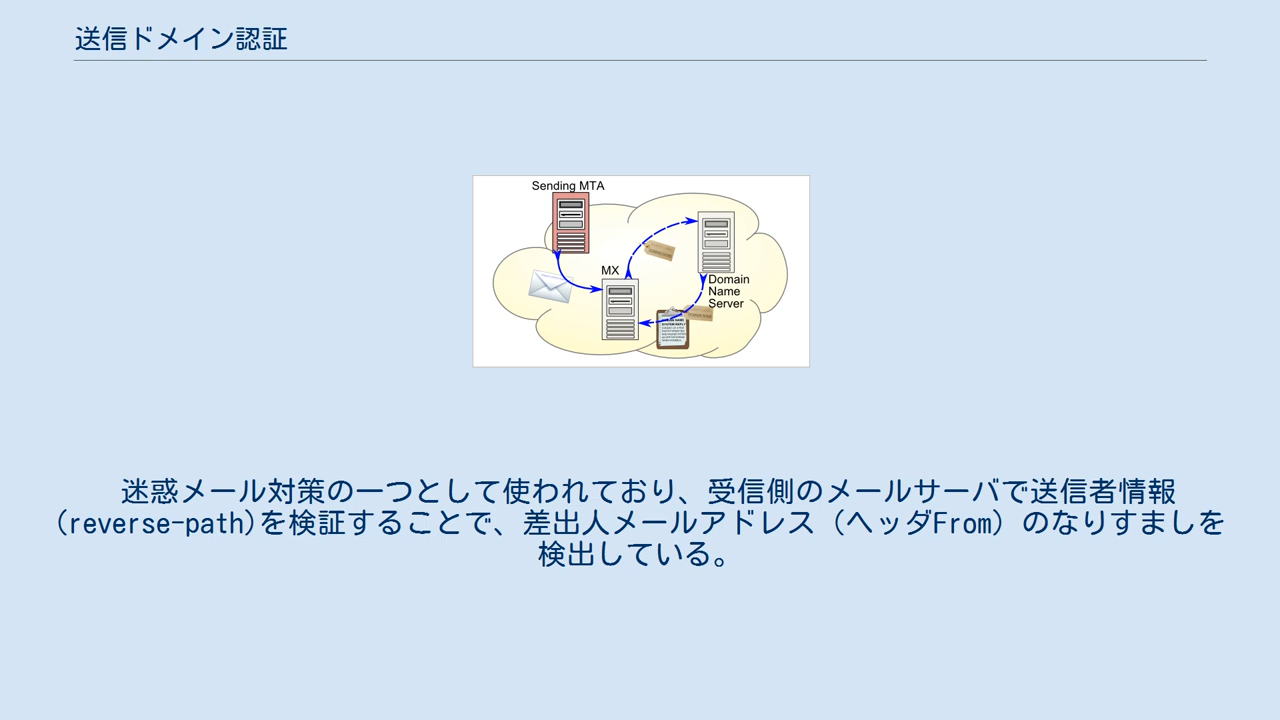 送信ドメイン認証
Sending MTA
MX
Domain
Name
Server
迷惑メール対策の一つとして使われており、受信側のメールサーバで送信者情報
(reverse-path)を検証することで、差出人メールアドレス（ヘッダFrom）のなりすましを
検出している。